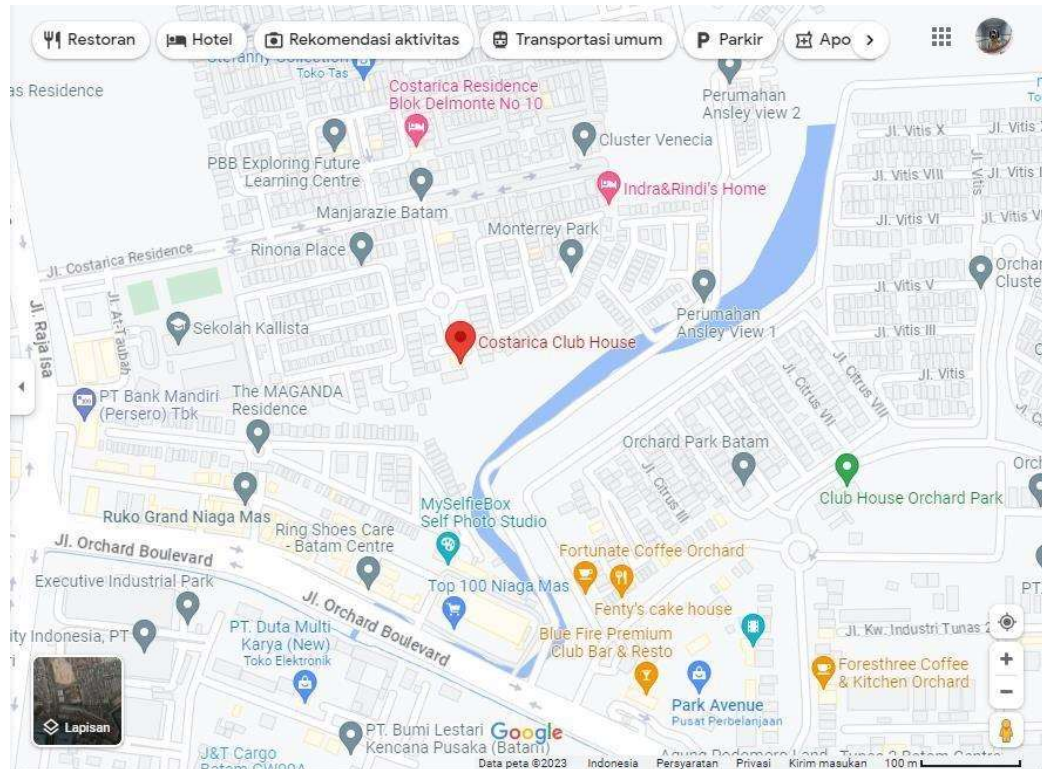 Restoran
Hotel
Rekomendasi aktivitas
Transportasi umum
P Parkir
Apo
Toko Tas
as Residence
Costarica Residence
Blok Delmonte No 10
Perumahan
Ansley view 2
Cluster Venecia
PBB Exploring Future
Learning Centre
Indra&Rindi's Home
Manjarazie Batam
Monterrey Park
Rinona Place
Jl. Costarica Residence
Jl. Vitis X
Jl. Vitis
Jl. Vitis VIII
Jl. Vitis
Jl. Vitis VI
Jl. Vitis V
Jl. Raja Isa
Jl. At-Taubah
Sekolah Kallista
Costarica Club House
Perumahan
Ansley View 1
Jl. Vitis V
Jl. Vitis III
Jl. Vitis
Orchar
Cluste
PT Bank Mandiri
(Persero) Tbk
The MAGANDA
Residence
Jl. Citrus VII
Jl. Citrus VIII
Orchard Park Batam
Jl. Citrus III
Club House Orchard Park
Orch
Ruko Grand Niaga Mas
MySelfieBox
Self Photo Studio
Ring Shoes Care
- Batam Centre
Jl. Orchard Boulevard
Fortunate Coffee Orchard
Executive Industrial Park
Top 100 Niaga Mas
Fenty's cake house
PT.
Jl. Orchard Boulevard
ity Indonesia, PT
PT. Duta Multi
Karya (New)
Toko Elektronik
Blue Fire Premium
Club Bar & Resto
Jl. Kw. Industri Tunas 2
Foresthree Coffee
& Kitchen Orchard
Park Avenue
Pusat Perbelanjaan
Lapisan
PT. Bumi Lestari
Kencana Pusaka (Batam)
Google
J&T Cargo
Data peta ©2023 Indonesia Persyaratan Privasi Kirim masukan 100 m